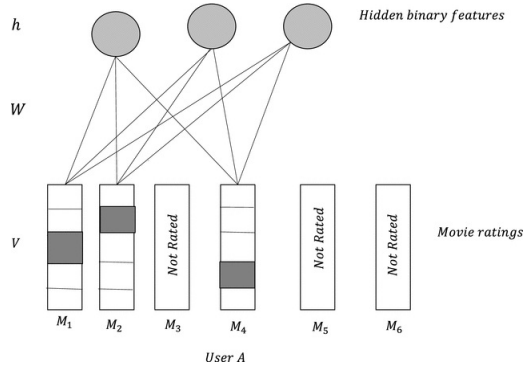 h
Hidden binary features
W
V
Not Rated
Not Rated
Not Rated
Movie ratings
M₁
M₂
M₃
M₄
M₅
M₆
User A